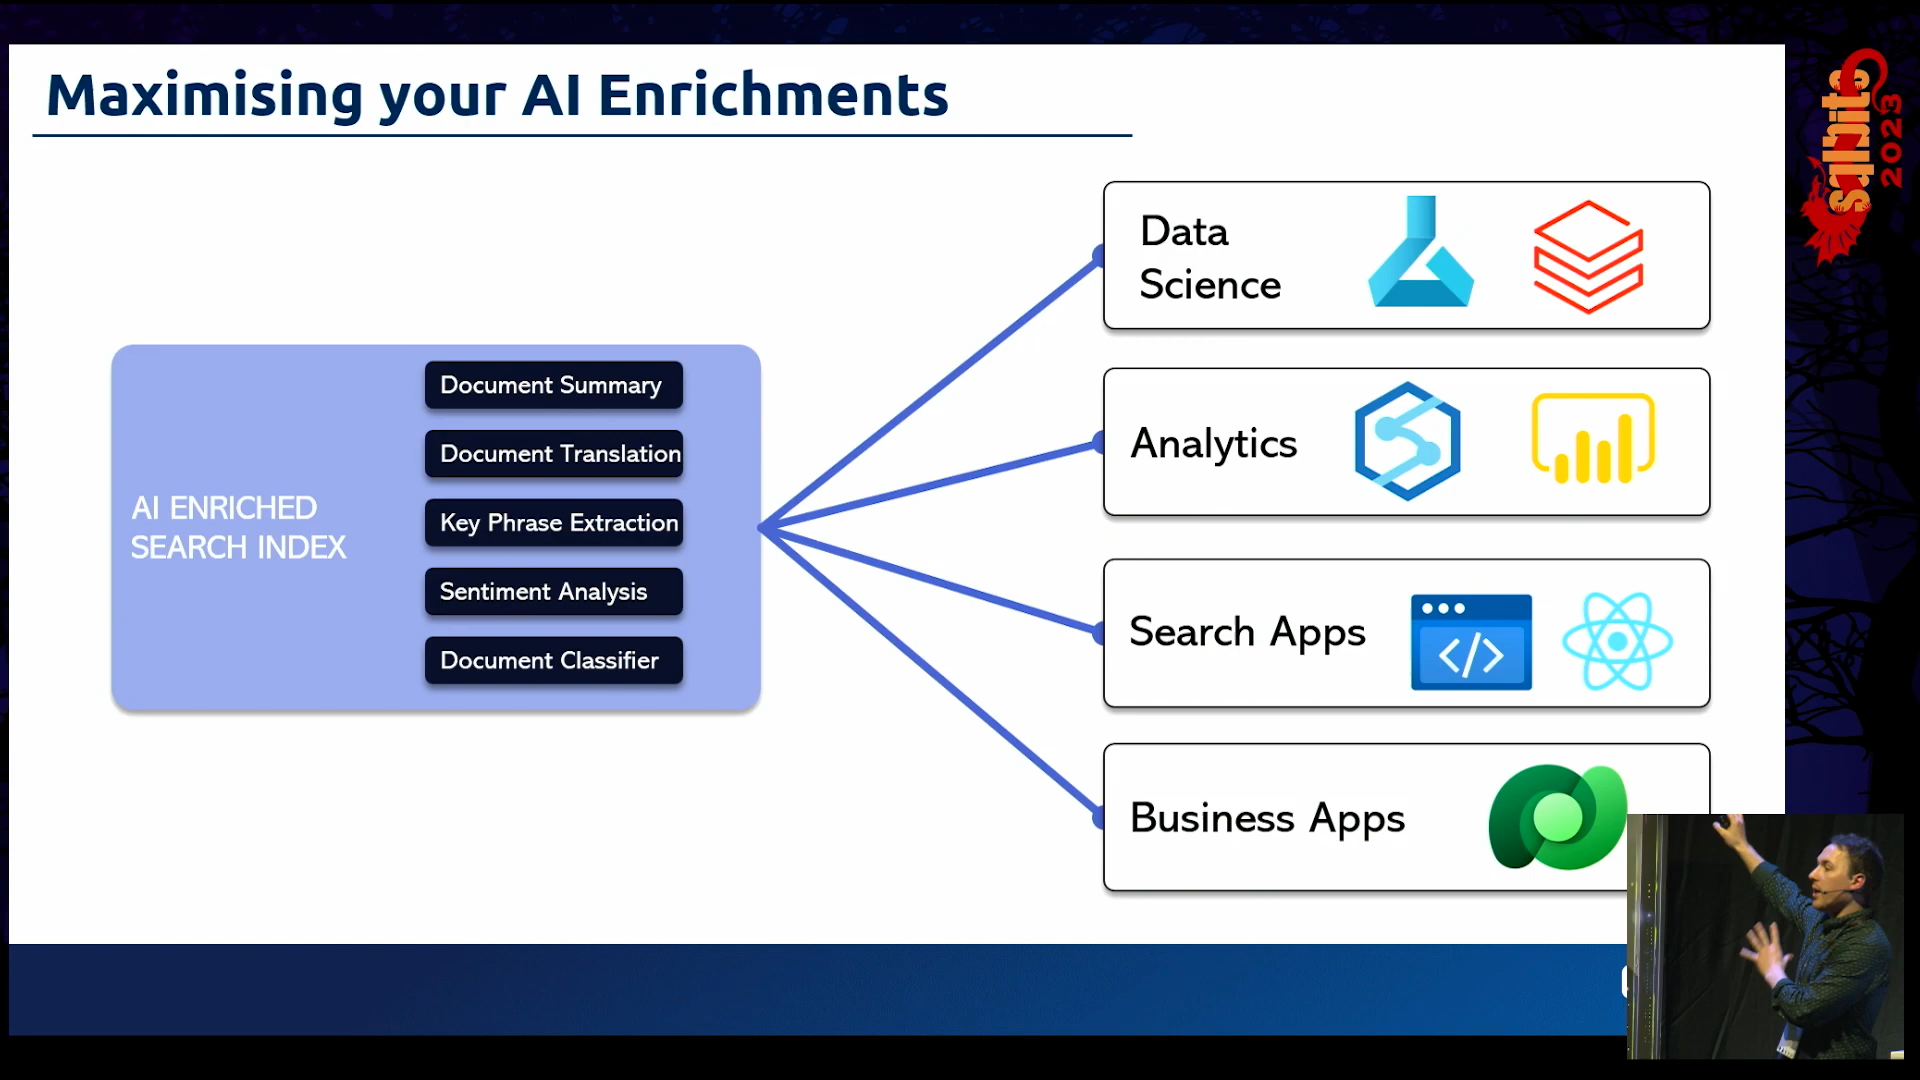 Maximising your AI Enrichments
AI ENRICHED
SEARCH INDEX
Document Summary
Document Translation
Key Phrase Extraction
Sentiment Analysis
Document Classifier
Data
Science
Analytics
Search Apps
</>
Business Apps
sqlbits
2023